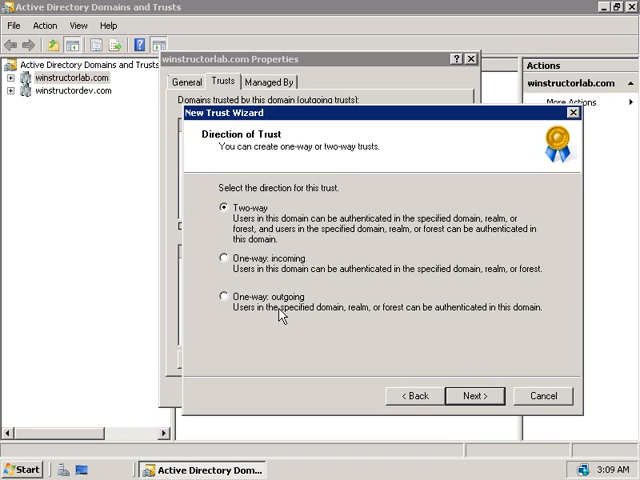 Active Directory Domains and Trusts
File Action View Help
Active Directory Domains and Trusts
winstructorlab.com
winstructordev.com
winstructorlab.com Properties
General Trusts Managed By
Domains trusted by this domain (outgoing trusts):
Actions
winstructorlab.com
More Actions
New Trust Wizard
Direction of Trust
You can create one-way or two-way trusts.
Select the direction for this trust.
Two-way
Users in this domain can be authenticated in the specified domain, realm, or
forest, and users in the specified domain, realm, or forest can be authenticated in
this domain.
One-way: incoming
Users in this domain can be authenticated in the specified domain, realm, or forest.
One-way: outgoing
Users in the specified domain, realm, or forest can be authenticated in this domain.
< Back Next > Cancel
Start Active Directory Dom... 3:09 AM